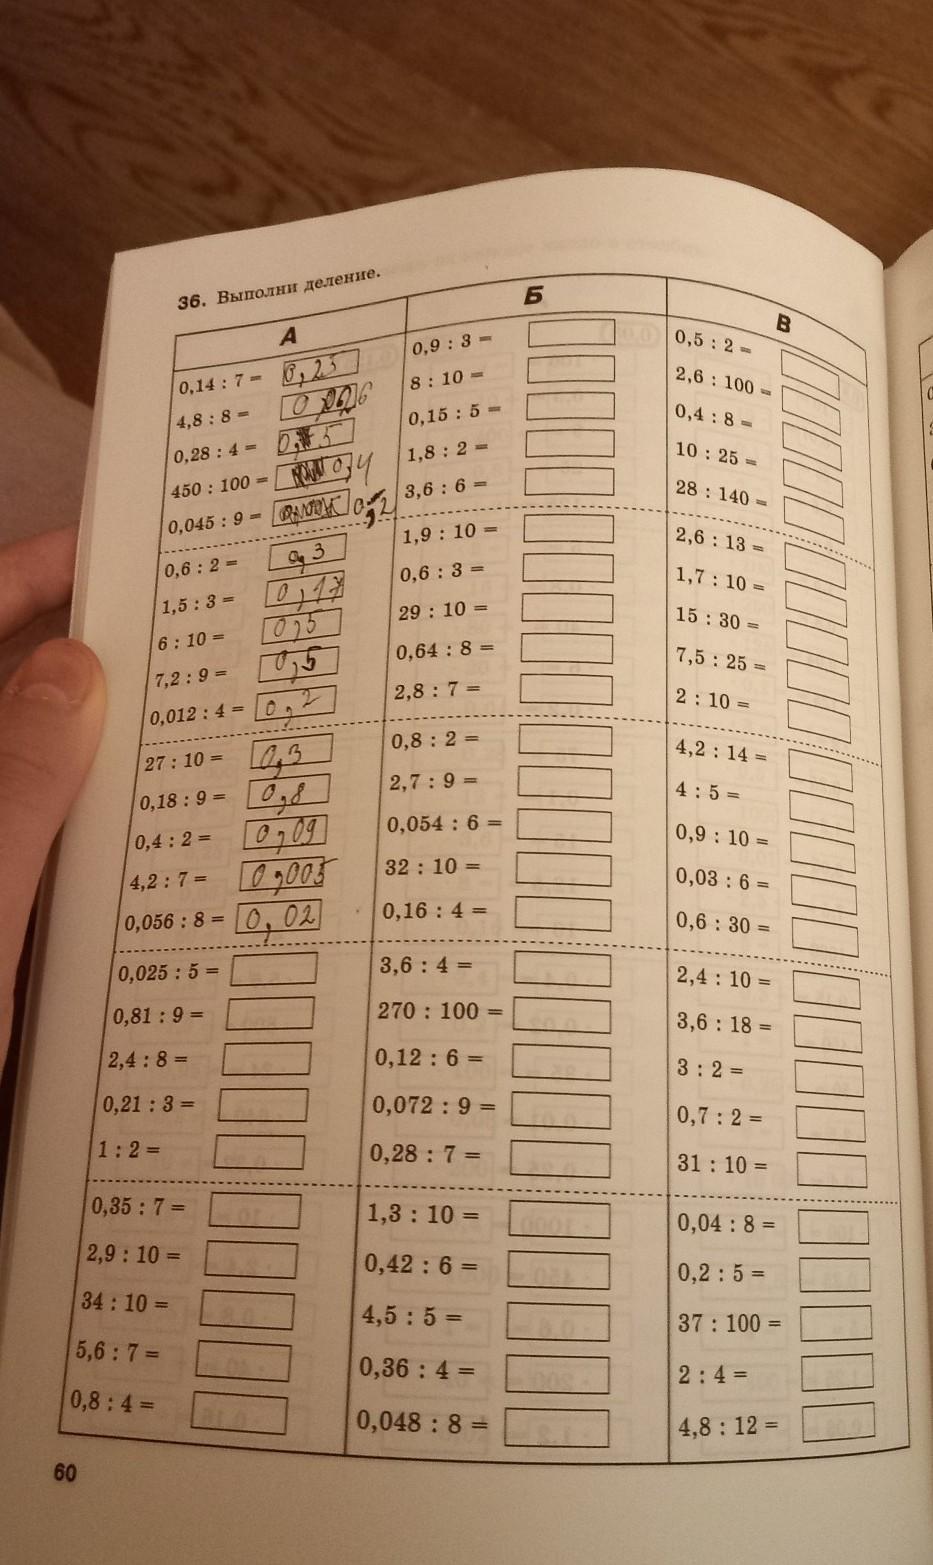 36. Выполни деление.
А
0,14 : 7 = 0,25
4,8 : 8 =
0,28 : 4 =
450 : 100 = 0,4
0,045 : 9 = 0,2
0,6 : 2 = 0,3
1,5 : 3 = 0,17
6 : 10 = 0,5
7,2 : 9 = 0,5
0,012 : 4 = 0,2
27 : 10 = 0,3
0,18 : 9 = 0,8
0,4 : 2 = 0,09
4,2 : 7 = 0,005
0,056 : 8 = 0,02
0,025 : 5 =
0,81 : 9 =
2,4 : 8 =
0,21 : 3 =
1 : 2 =
0,35 : 7 =
2,9 : 10 =
34 : 10 =
5,6 : 7 =
0,8 : 4 =
Б
0,9 : 3 =
8 : 10 =
0,15 : 5 =
1,8 : 2 =
3,6 : 6 =
1,9 : 10 =
0,6 : 3 =
29 : 10 =
0,64 : 8 =
2,8 : 7 =
0,8 : 2 =
2,7 : 9 =
0,054 : 6 =
32 : 10 =
0,16 : 4 =
3,6 : 4 =
270 : 100 =
0,12 : 6 =
0,072 : 9 =
0,28 : 7 =
1,3 : 10 =
0,42 : 6 =
4,5 : 5 =
0,36 : 4 =
0,048 : 8 =
В
0,5 : 2 =
2,6 : 100 =
0,4 : 8 =
10 : 25 =
28 : 140 =
2,6 : 13 =
1,7 : 10 =
15 : 30 =
7,5 : 25 =
2 : 10 =
4,2 : 14 =
4 : 5 =
0,9 : 10 =
0,03 : 6 =
0,6 : 30 =
2,4 : 10 =
3,6 : 18 =
3 : 2 =
0,7 : 2 =
31 : 10 =
0,04 : 8 =
0,2 : 5 =
37 : 100 =
2 : 4 =
4,8 : 12 =
60